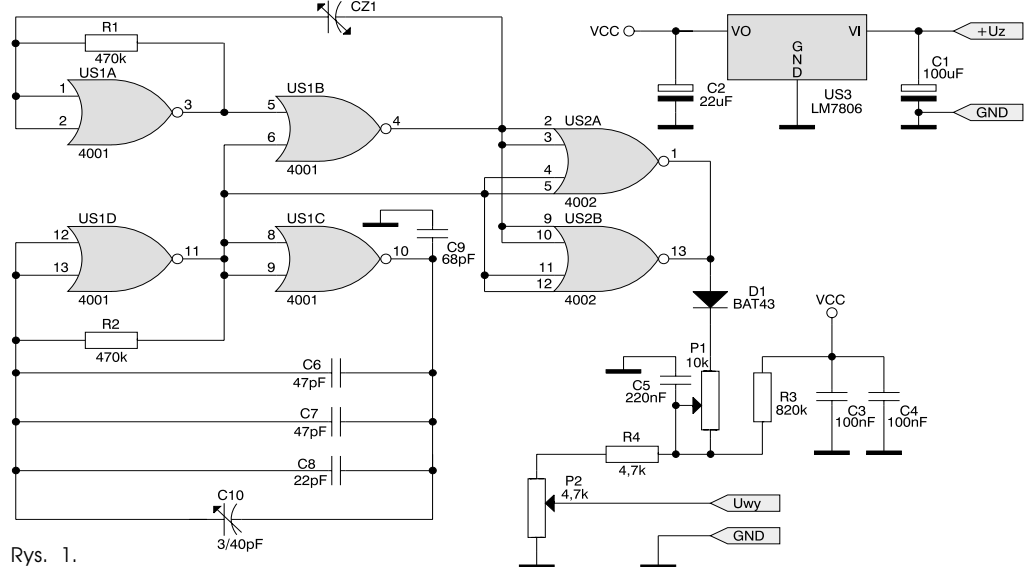 CZ1
R1
470k
US1A
1
2
3
4001
US1B
5
6
4
4001
US2A
2
3
4
5
1
4002
VCC
VO
VI
GND
US3
LM7806
C2
22uF
C1
100uF
+Uz
GND
US1D
12
13
11
4001
US1C
8
9
10
4001
C9
68pF
US2B
9
10
11
12
13
4002
R2
470k
C6
47pF
C7
47pF
C8
22pF
C10
3/40pF
D1
BAT43
P1
10k
C5
220nF
R3
820k
VCC
C3
100nF
C4
100nF
R4
4,7k
P2
4,7k
Uwy
GND
Rys. 1.